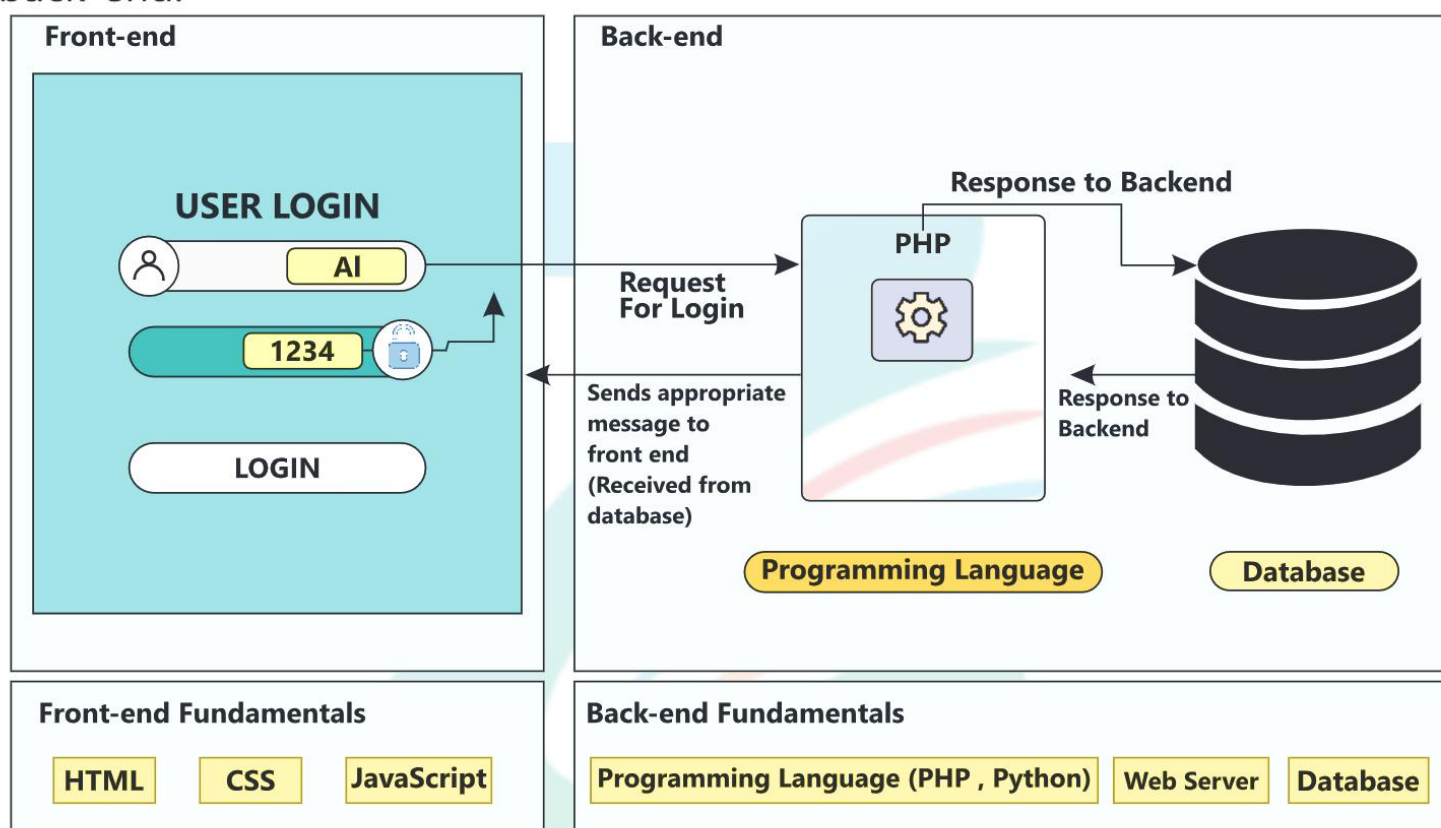 Front-end
USER LOGIN
Al
1234
LOGIN
Back-end
Response to Backend
PHP
Request
For Login
Sends appropriate
message to
front end
(Received from
database)
Response to
Backend
Programming Language
Database
Front-end Fundamentals
HTML
CSS
JavaScript
Back-end Fundamentals
Programming Language (PHP , Python)
Web Server
Database